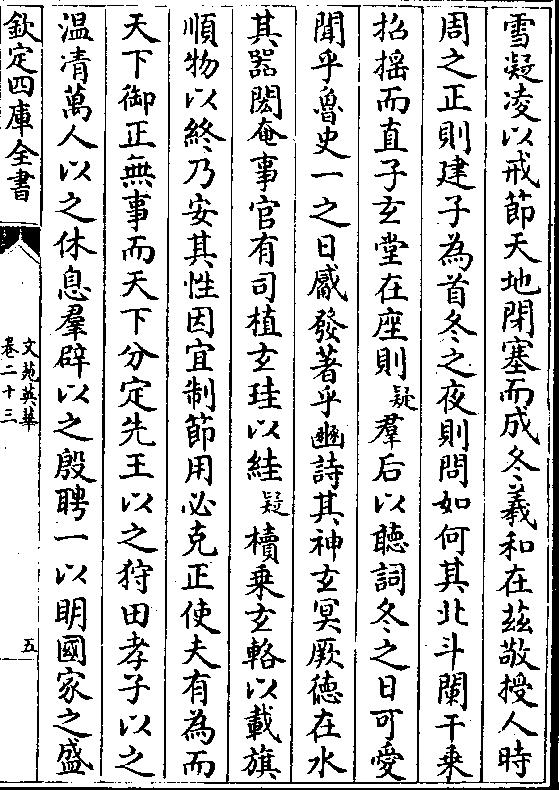 雪凝凌以戒節天地閉塞而成冬羲和在茲敬授人時
周之正則建子為首冬之夜則問如何其北斗闌干乗
招揺而直子玄堂在座則疑羣后以聽詞冬之日可愛
聞乎魯史一之日觱發著乎豳詩其神玄冥厥德在水
其器閎奄事官有司植玄珪以絓疑櫝乗玄輅以載旗
順物以終乃安其性因宜制節用必克正使夫有為而
天下御正無事而天下分定先王以之狩田孝子以之
温凊萬人以之休息羣辟以之殷聘一以明國家之盛
欽定四庫全書
文苑英華
卷二十三
五